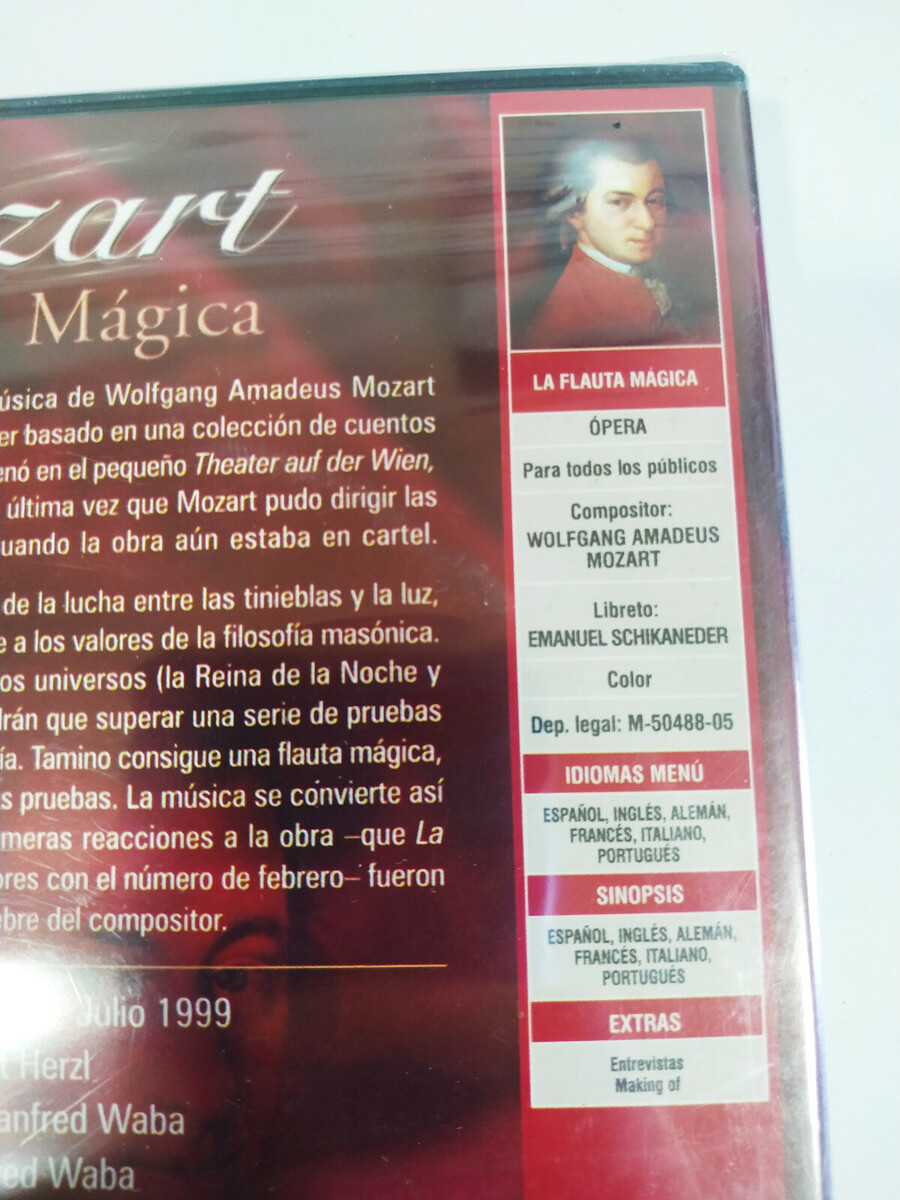 zart
Mágica
úsica de Wolfgang Amadeus Mozart
er basado en una colección de cuentos
enó en el pequeño Theater auf der Wien,
última vez que Mozart pudo dirigir las
uando la obra aún estaba en cartel.
de la lucha entre las tinieblas y la luz,
e a los valores de la filosofía masónica.
os universos (la Reina de la Noche y
drán que superar una serie de pruebas
ía. Tamino consigue una flauta mágica,
s pruebas. La música se convierte así
meras reacciones a la obra –que La
ores con el número de febrero– fueron
ebre del compositor.
Julio 1999
t Herzl
anfred Waba
red Waba
LA FLAUTA MÁGICA
ÓPERA
Para todos los públicos
Compositor:
WOLFGANG AMADEUS
MOZART
Libreto:
EMANUEL SCHIKANEDER
Color
Dep. legal: M-50488-05
IDIOMAS MENÚ
ESPAÑOL, INGLÉS, ALEMÁN,
FRANCÉS, ITALIANO,
PORTUGUÉS
SINOPSIS
ESPAÑOL, INGLÉS, ALEMÁN,
FRANCÉS, ITALIANO,
PORTUGUÉS
EXTRAS
Entrevistas
Making of